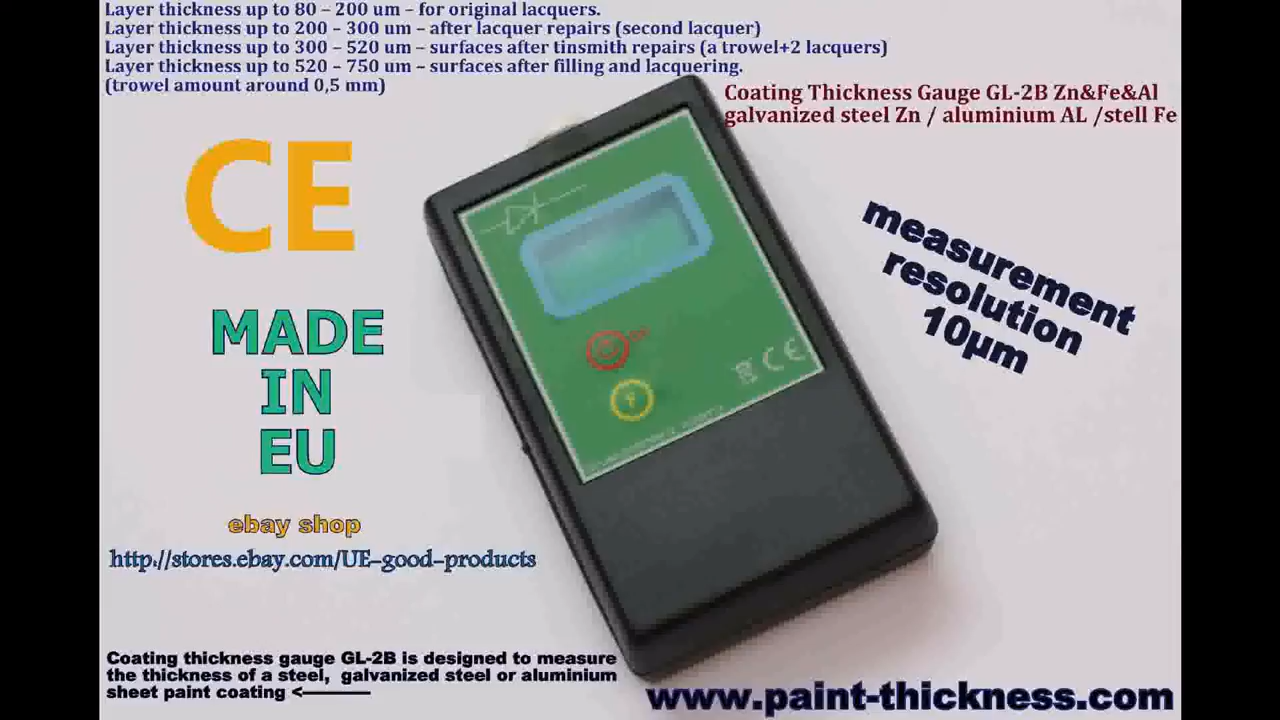 Layer thickness up to 80 – 200 um – for original lacquers.
Layer thickness up to 200 – 300 um – after lacquer repairs (second lacquer)
Layer thickness up to 300 – 520 um – surfaces after tinsmith repairs (a trowel+2 lacquers)
Layer thickness up to 520 – 750 um – surfaces after filling and lacquering.
(trowel amount around 0,5 mm)
Coating Thickness Gauge GL-2B Zn&Fe&Al
galvanized steel Zn / aluminium AL /stell Fe
CE
MADE
IN
EU
measurement
resolution
10µm
CE
ebay shop
http://stores.ebay.com/UE-good-products
Coating thickness gauge GL-2B is designed to measure
the thickness of a steel, galvanized steel or aluminium
sheet paint coating <———
www.paint-thickness.com